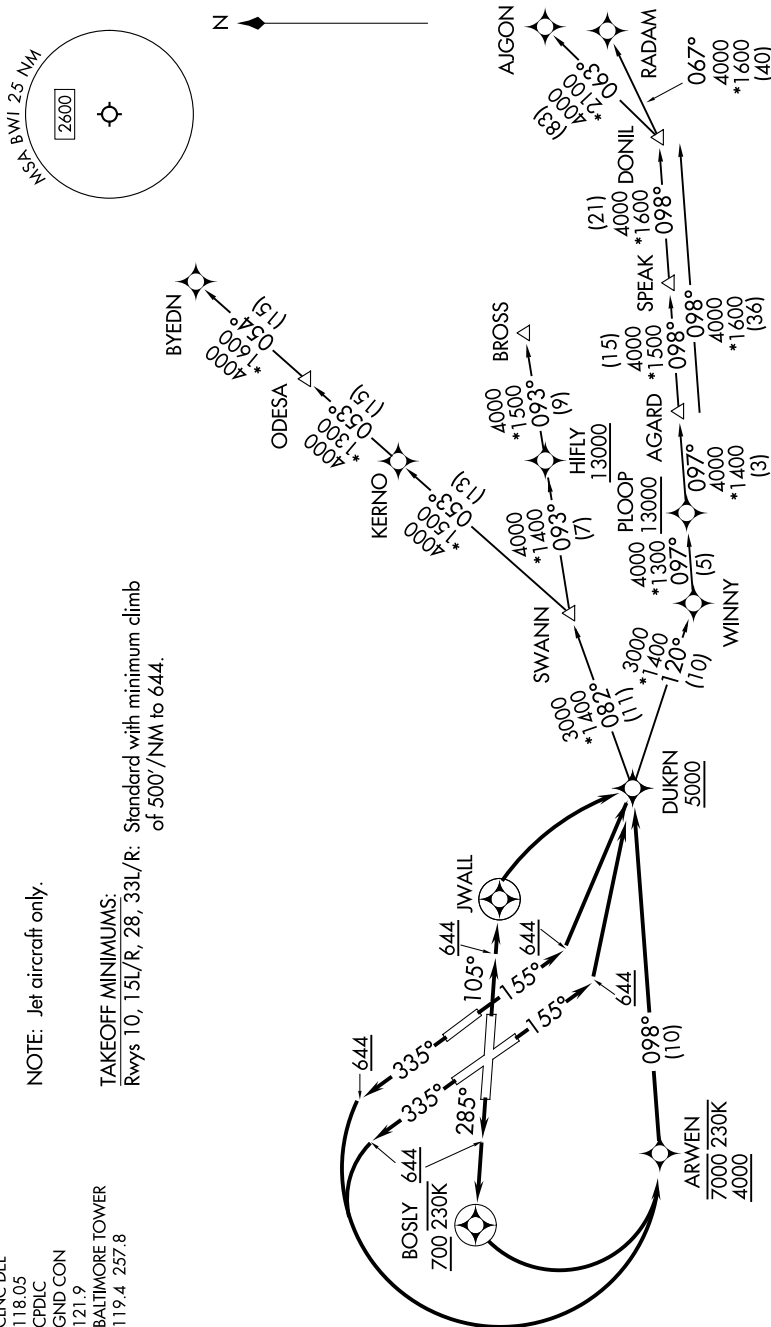 CLNC DEL
118.05
CPDLC
GND CON
121.9
BALTIMORE TOWER
119.4 257.8
NOTE: Jet aircraft only.
TAKEOFF MINIMUMS:
Rwys 10, 15L/R, 28, 33L/R: Standard with minimum climb
of 500'/NM to 644.
MSA BWI 25 NM
2600
N
BYEDN
4000
*1600
054°
(15)
ODESA
4000
*1300
053°
(15)
KERNO
4000
*1500
053°
(13)
BROSS
4000
*1500
093°
(9)
HIFLY
13000
4000
*1400
093°
(7)
SWANN
3000
*1400
082°
(11)
AJGON
(83)
4000
*2100
063°
RADAM
067°
4000
*1600
(40)
DONIL
(21)
4000
*1600
098°
SPEAK
(15)
4000
*1500
098°
098°
4000
*1600
(36)
AGARD
097°
4000
*1400
(3)
PLOOP
13000
4000
*1300
097°
(5)
WINNY
3000
*1400
120°
(10)
DUKPN
5000
JWALL
644
105°
644
155°
155°
644
644
335°
335°
644
285°
BOSLY
230K
700
098°
(10)
ARWEN
7000 230K
4000